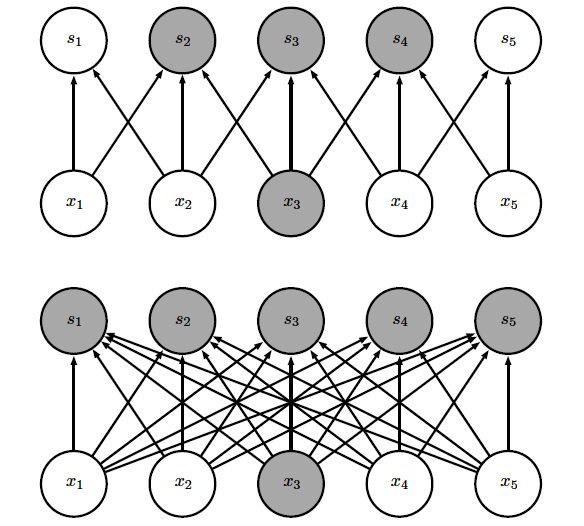 s₁ s₂ s₃ s₄ s₅
x₁ x₂ x₃ x₄ x₅
s₁ s₂ s₃ s₄ s₅
x₁ x₂ x₃ x₄ x₅